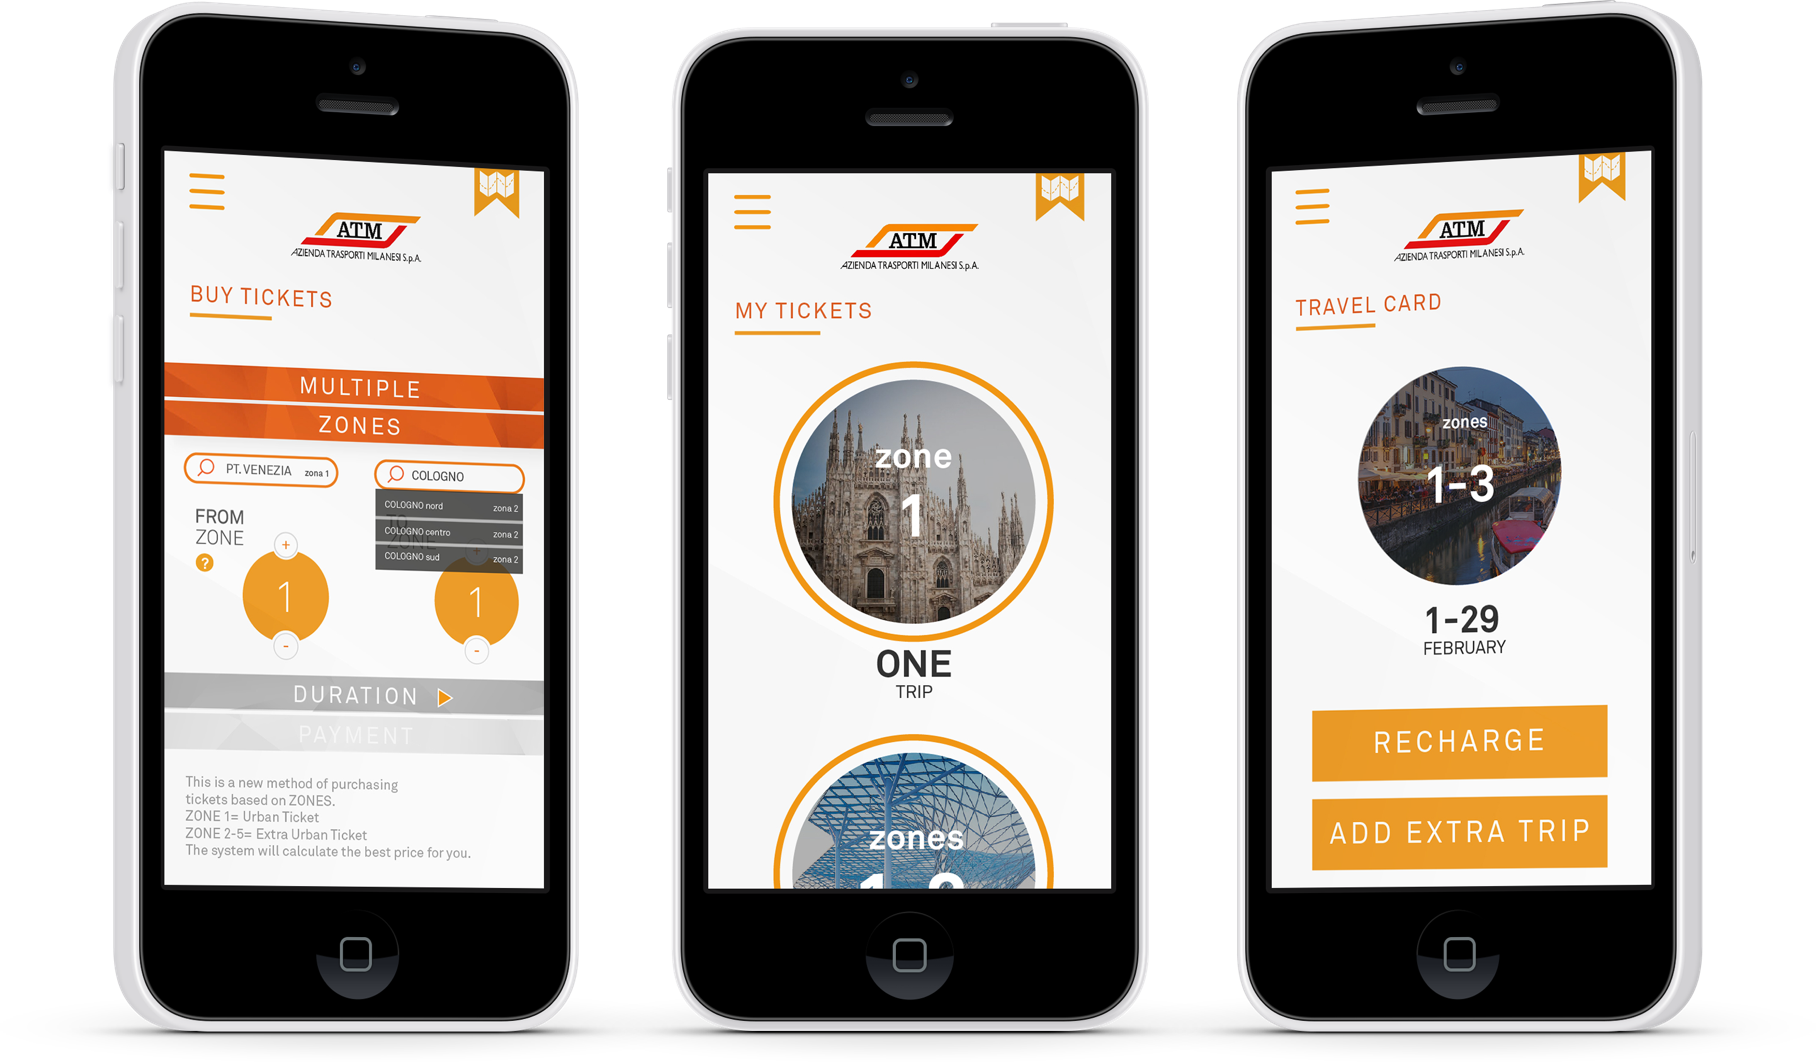 ATM
AZIENDA TRASPORTI MILANESI S.p.A.
BUY TICKETS
MULTIPLE
ZONES
PT. VENEZIA zona 1
COLOGNO
COLOGNO nord zona 2
COLOGNO centro zona 2
COLOGNO sud zona 2
FROM
ZONE
TO
ZONE
?
+
1
-
+
1
-
DURATION
PAYMENT
This is a new method of purchasing
tickets based on ZONES.
ZONE 1= Urban Ticket
ZONE 2-5= Extra Urban Ticket
The system will calculate the best price for you.
ATM
AZIENDA TRASPORTI MILANESI S.p.A.
MY TICKETS
zone
1
ONE
TRIP
zones
ATM
AZIENDA TRASPORTI MILANESI S.p.A.
TRAVEL CARD
zones
1-3
1-29
FEBRUARY
RECHARGE
ADD EXTRA TRIP